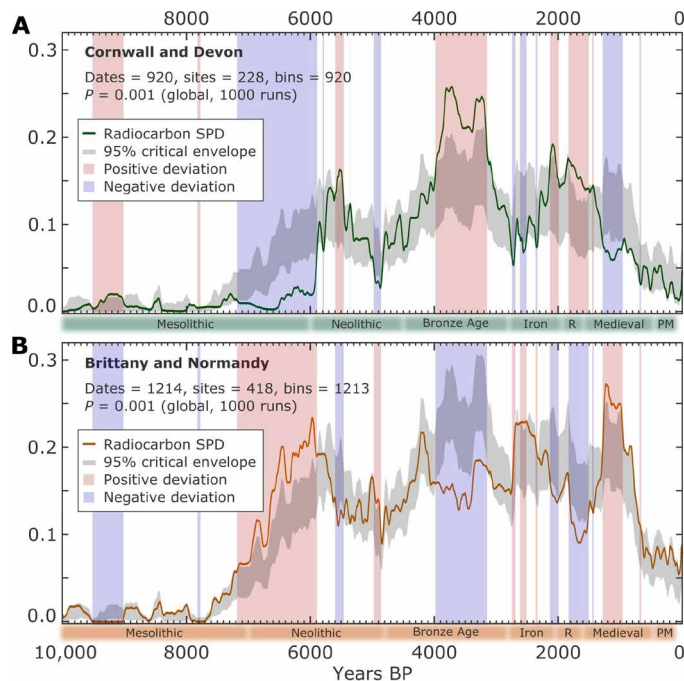 A
8000 6000 4000 2000 0
0.3
Cornwall and Devon
Dates = 920, sites = 228, bins = 920
P = 0.001 (global, 1000 runs)
Radiocarbon SPD
95% critical envelope
Positive deviation
Negative deviation
0.2
0.1
0.0
Mesolithic Neolithic Bronze Age Iron R Medieval PM
B
0.3
Brittany and Normandy
Dates = 1214, sites = 418, bins = 1213
P = 0.001 (global, 1000 runs)
Radiocarbon SPD
95% critical envelope
Positive deviation
Negative deviation
0.2
0.1
0.0
Mesolithic Neolithic Bronze Age Iron R Medieval PM
10,000 8000 6000 4000 2000 0
Years BP